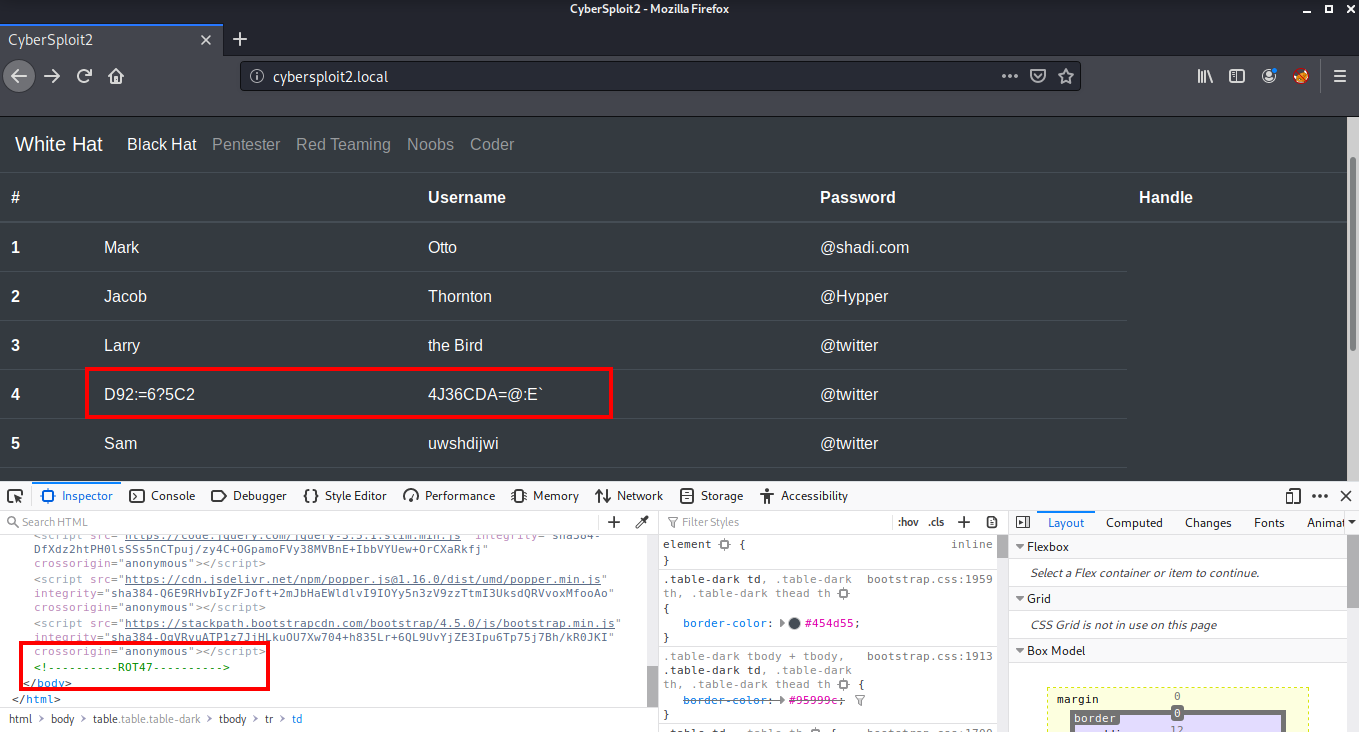 CyberSploit2 - Mozilla Firefox
CyberSploit2
cybersploit2.local
White Hat Black Hat Pentester Red Teaming Noobs Coder
# Username Password Handle
1 Mark Otto @shadi.com
2 Jacob Thornton @Hypper
3 Larry the Bird @twitter
4 D92:=6?5C2 4J36CDA=@:E` @twitter
5 Sam uwshdijwi @twitter
Inspector Console Debugger Style Editor Performance Memory Network Storage Accessibility
Search HTML
Filter Styles :hov .cls
Layout Computed Changes Fonts Animat
<script src="https://code.jquery.com/jquery-3.5.1.slim.min.js" integrity="sha384-
DfXdz2htPH0lsSSs5nCTpuj/zy4C+OGpamoFVy38MVBnE+IbbVYUew+OrCXaRkfj"
crossorigin="anonymous"></script>
<script src="https://cdn.jsdelivr.net/npm/popper.js@1.16.0/dist/umd/popper.min.js"
integrity="sha384-Q6E9RHvbIyZFJoft+2mJbHaEWldlvI9IOYy5n3zV9zzTtmI3UksdQRVvoxMfooAo"
crossorigin="anonymous"></script>
<script src="https://stackpath.bootstrapcdn.com/bootstrap/4.5.0/js/bootstrap.min.js"
integrity="sha384-OgVRvuATP1z7JjHLkuOU7Xw704+h835Lr+6QL9UvYjZE3Ipu6Tp75j7Bh/kR0JKI"
crossorigin="anonymous"></script>
<!----------ROT47---------->
</body>
</html>
html > body > table.table.table-dark > tbody > tr > td
element { inline
}
.table-dark td, .table-dark bootstrap.css:1959
th, .table-dark thead th
{
border-color: #454d55;
}
.table-dark tbody + tbody, bootstrap.css:1913
.table-dark td, .table-dark
th, .table-dark thead th {
border-color: #95999c;
}
.table td, .table th { bootstrap.css:1790
Flexbox
Select a Flex container or item to continue.
Grid
CSS Grid is not in use on this page
Box Model
margin 0
border 0
12